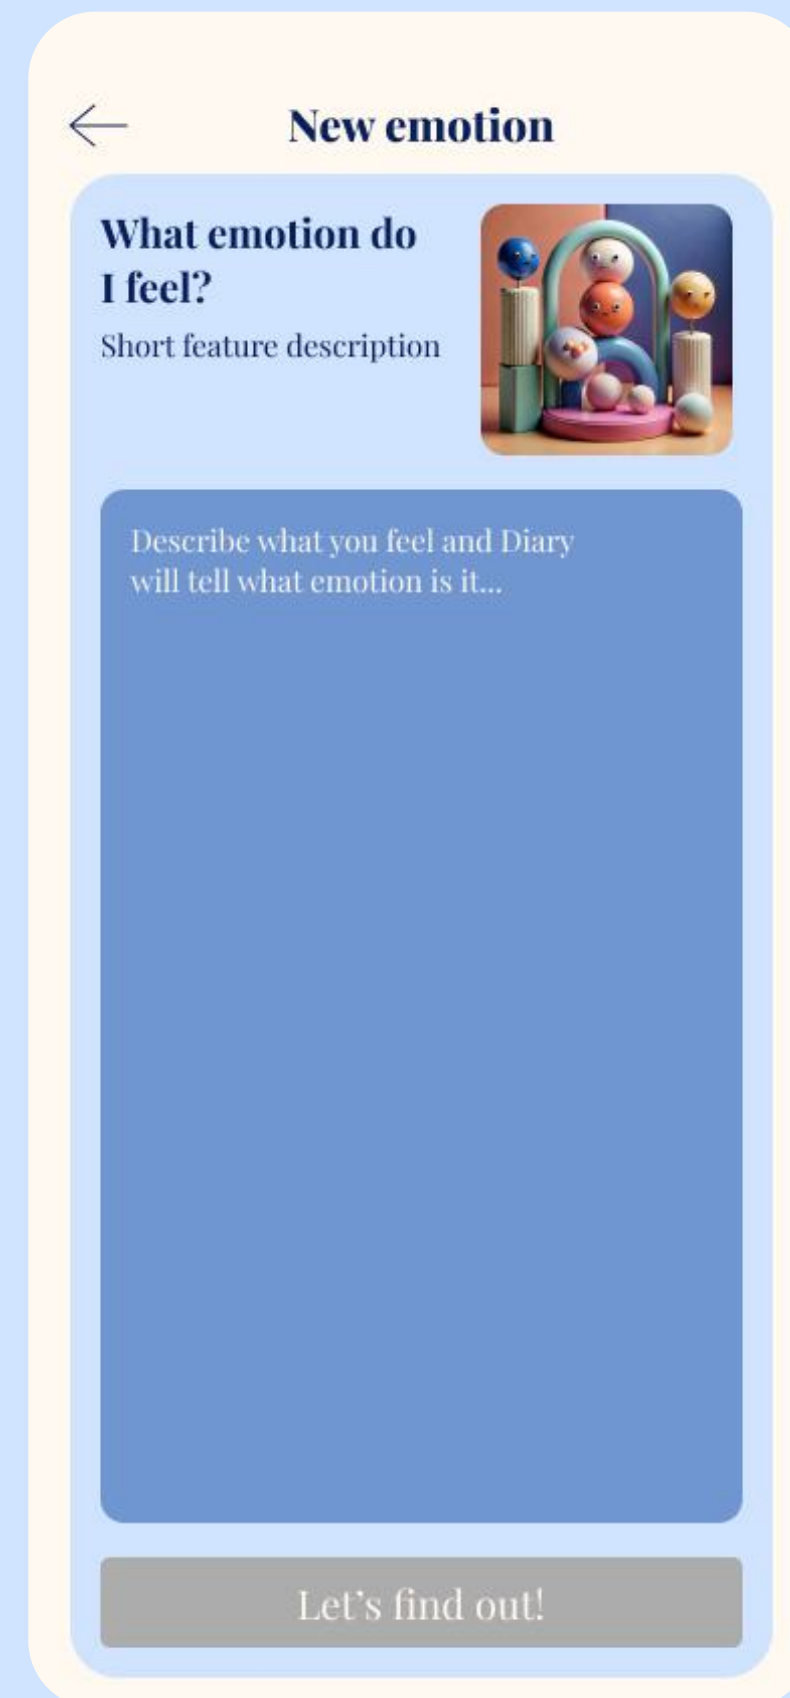 New emotion
What emotion do
I feel?
Short feature description
Describe what you feel and Diary
will tell what emotion is it...
Let's find out!